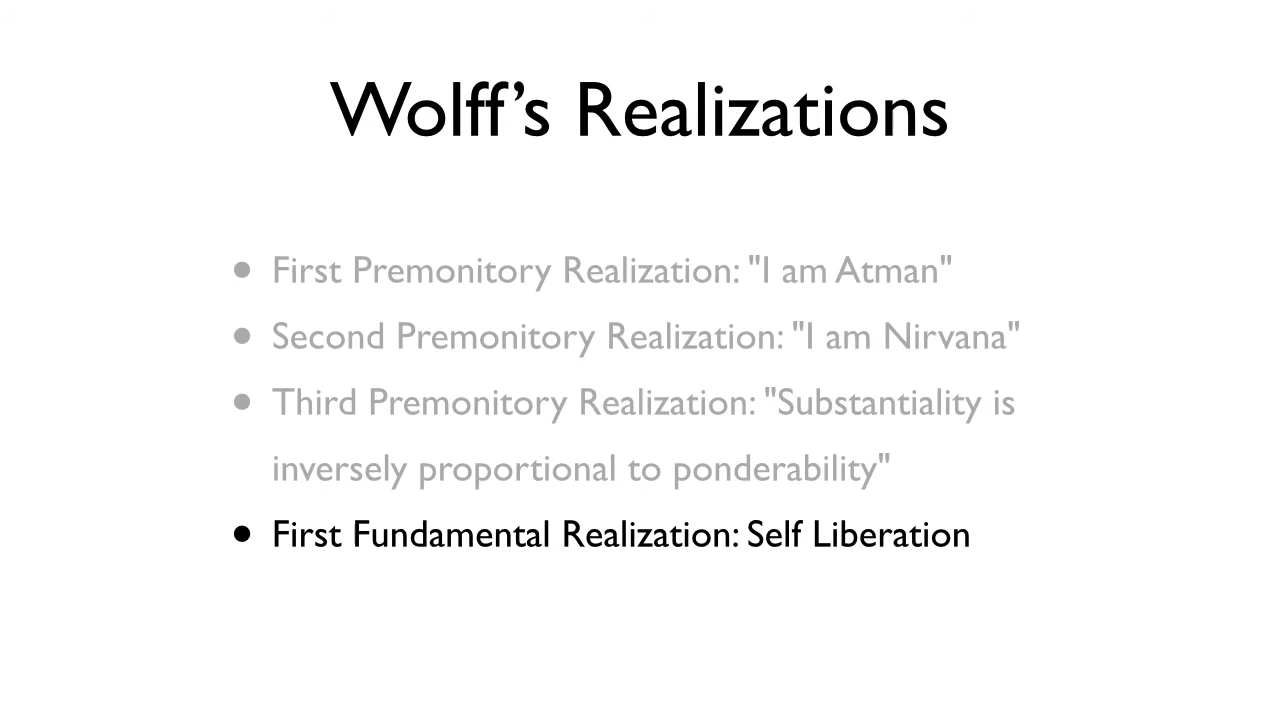 Wolff’s Realizations
• First Premonitory Realization: "I am Atman"
• Second Premonitory Realization: "I am Nirvana"
• Third Premonitory Realization: "Substantiality is
inversely proportional to ponderability"
• First Fundamental Realization: Self Liberation